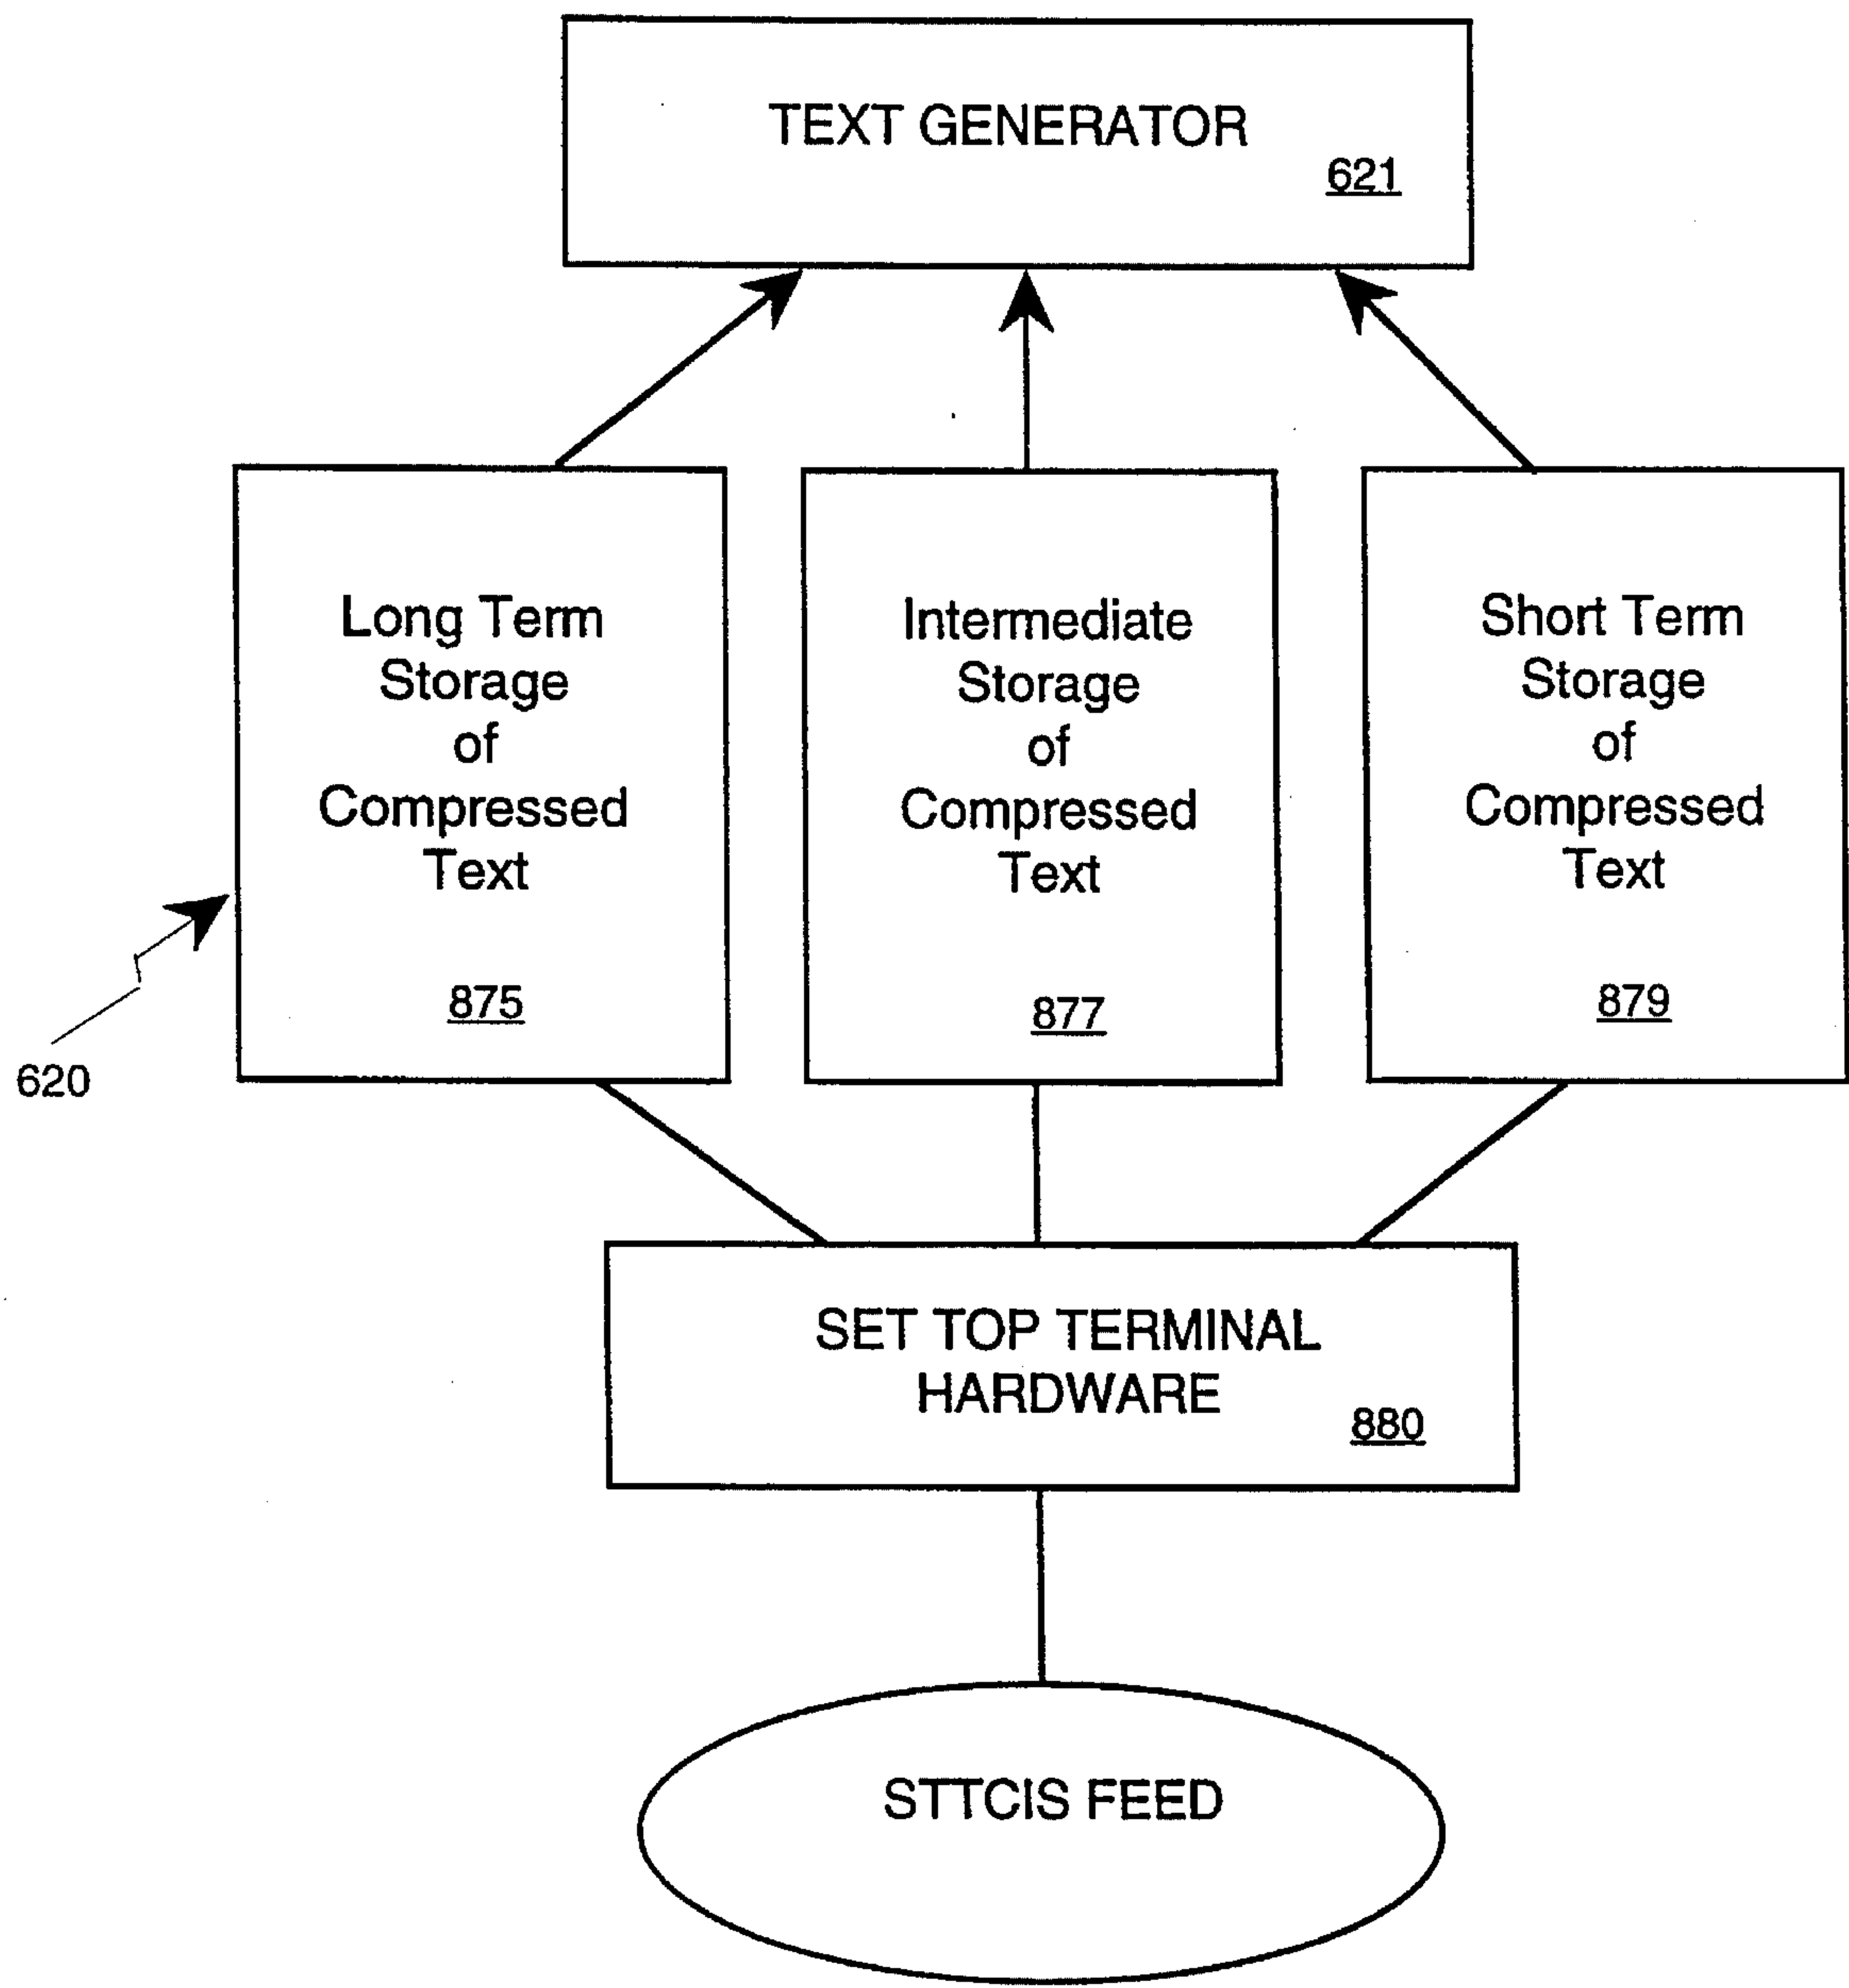 TEXT GENERATOR
621
Long Term
Storage
of
Compressed
Text
875
Intermediate
Storage
of
Compressed
Text
877
Short Term
Storage
of
Compressed
Text
879
620
SET TOP TERMINAL
HARDWARE
880
STTCIS FEED